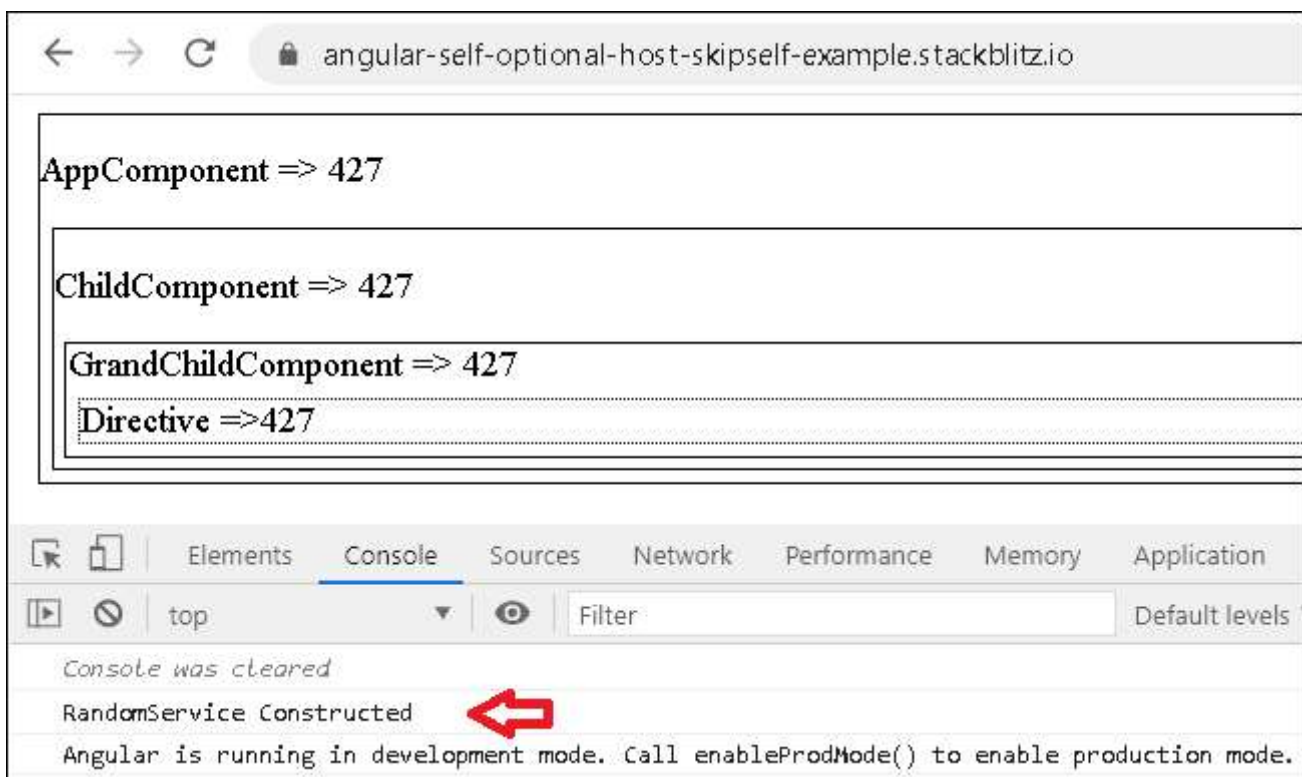 angular-self-optional-host-skipself-example.stackblitz.io
AppComponent => 427
ChildComponent => 427
GrandChildComponent => 427
Directive =>427
Elements Console Sources Network Performance Memory Application
top Filter Default levels
Console was cleared
RandomService Constructed
Angular is running in development mode. Call enableProdMode() to enable production mode.